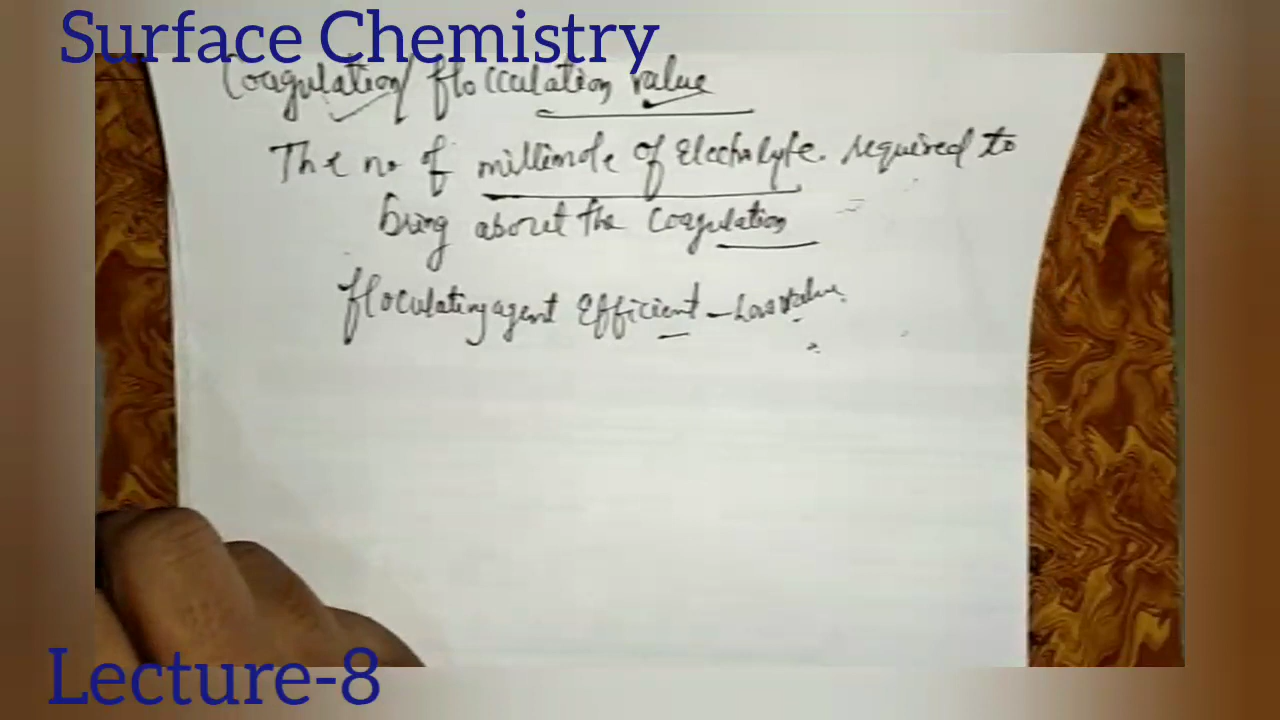 Surface Chemistry
Coagulation/flocculation value
The no of millimole of Electrolyte. required to
bring about the coagulation
floculating agent Efficient - Low value
Lecture-8